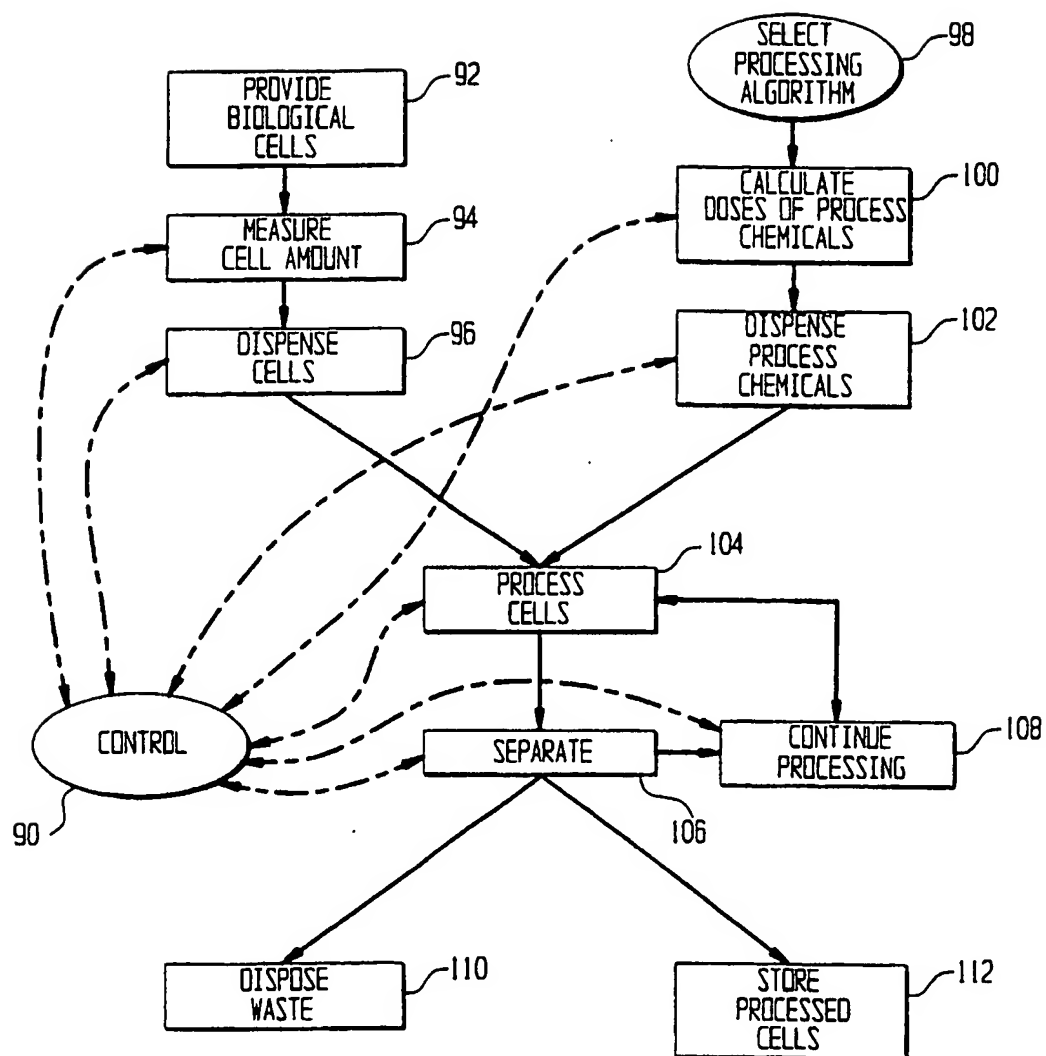 SELECT
PROCESSING
ALGORITHM
98
PROVIDE
BIOLOGICAL
CELLS
92
CALCULATE
DOSES OF PROCESS
CHEMICALS
100
MEASURE
CELL AMOUNT
94
DISPENSE
CELLS
96
DISPENSE
PROCESS
CHEMICALS
102
PROCESS
CELLS
104
CONTROL
90
SEPARATE
106
CONTINUE
PROCESSING
108
DISPOSE
WASTE
110
STORE
PROCESSED
CELLS
112